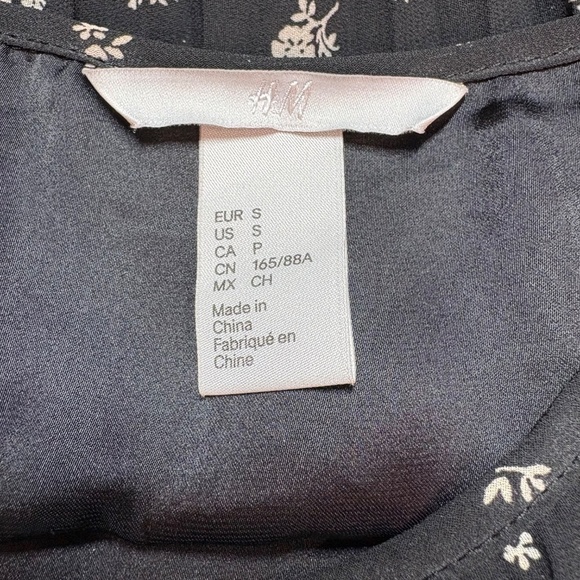 H&M
EUR S
US S
CA P
CN 165/88A
MX CH
Made in
China
Fabriqué en
Chine